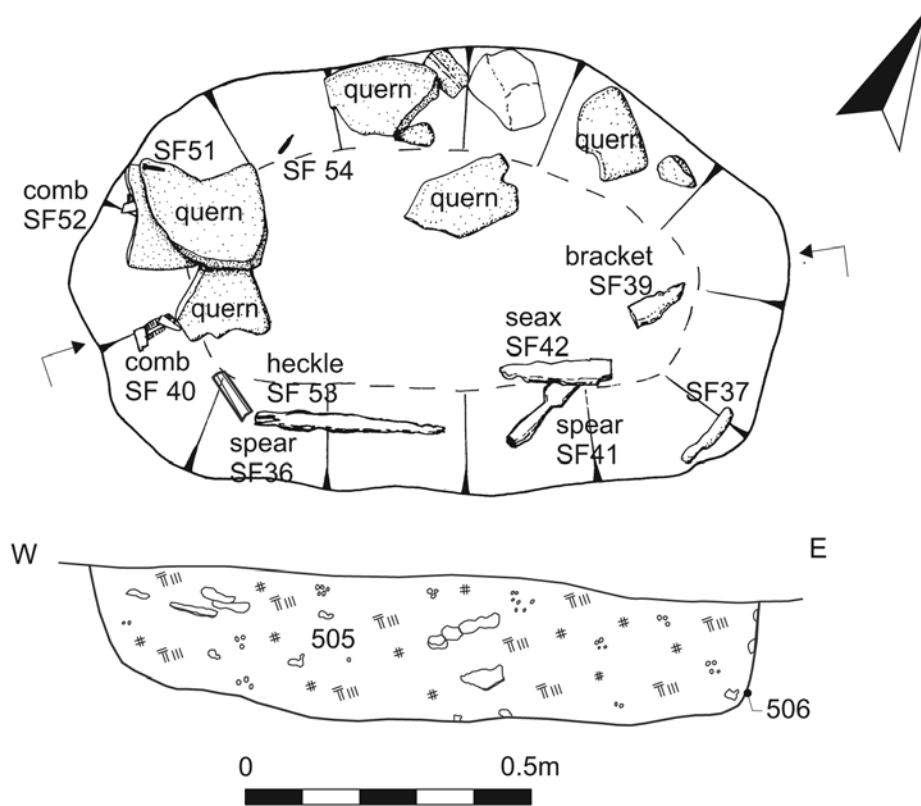 quern
SF51
SF 54
quern
comb
SF52
quern
quern
bracket
SF39
quern
seax
SF42
comb
SF 40
heckle
SF 53
SF37
spear
SF36
spear
SF41
W
E
505
506
0
0.5m